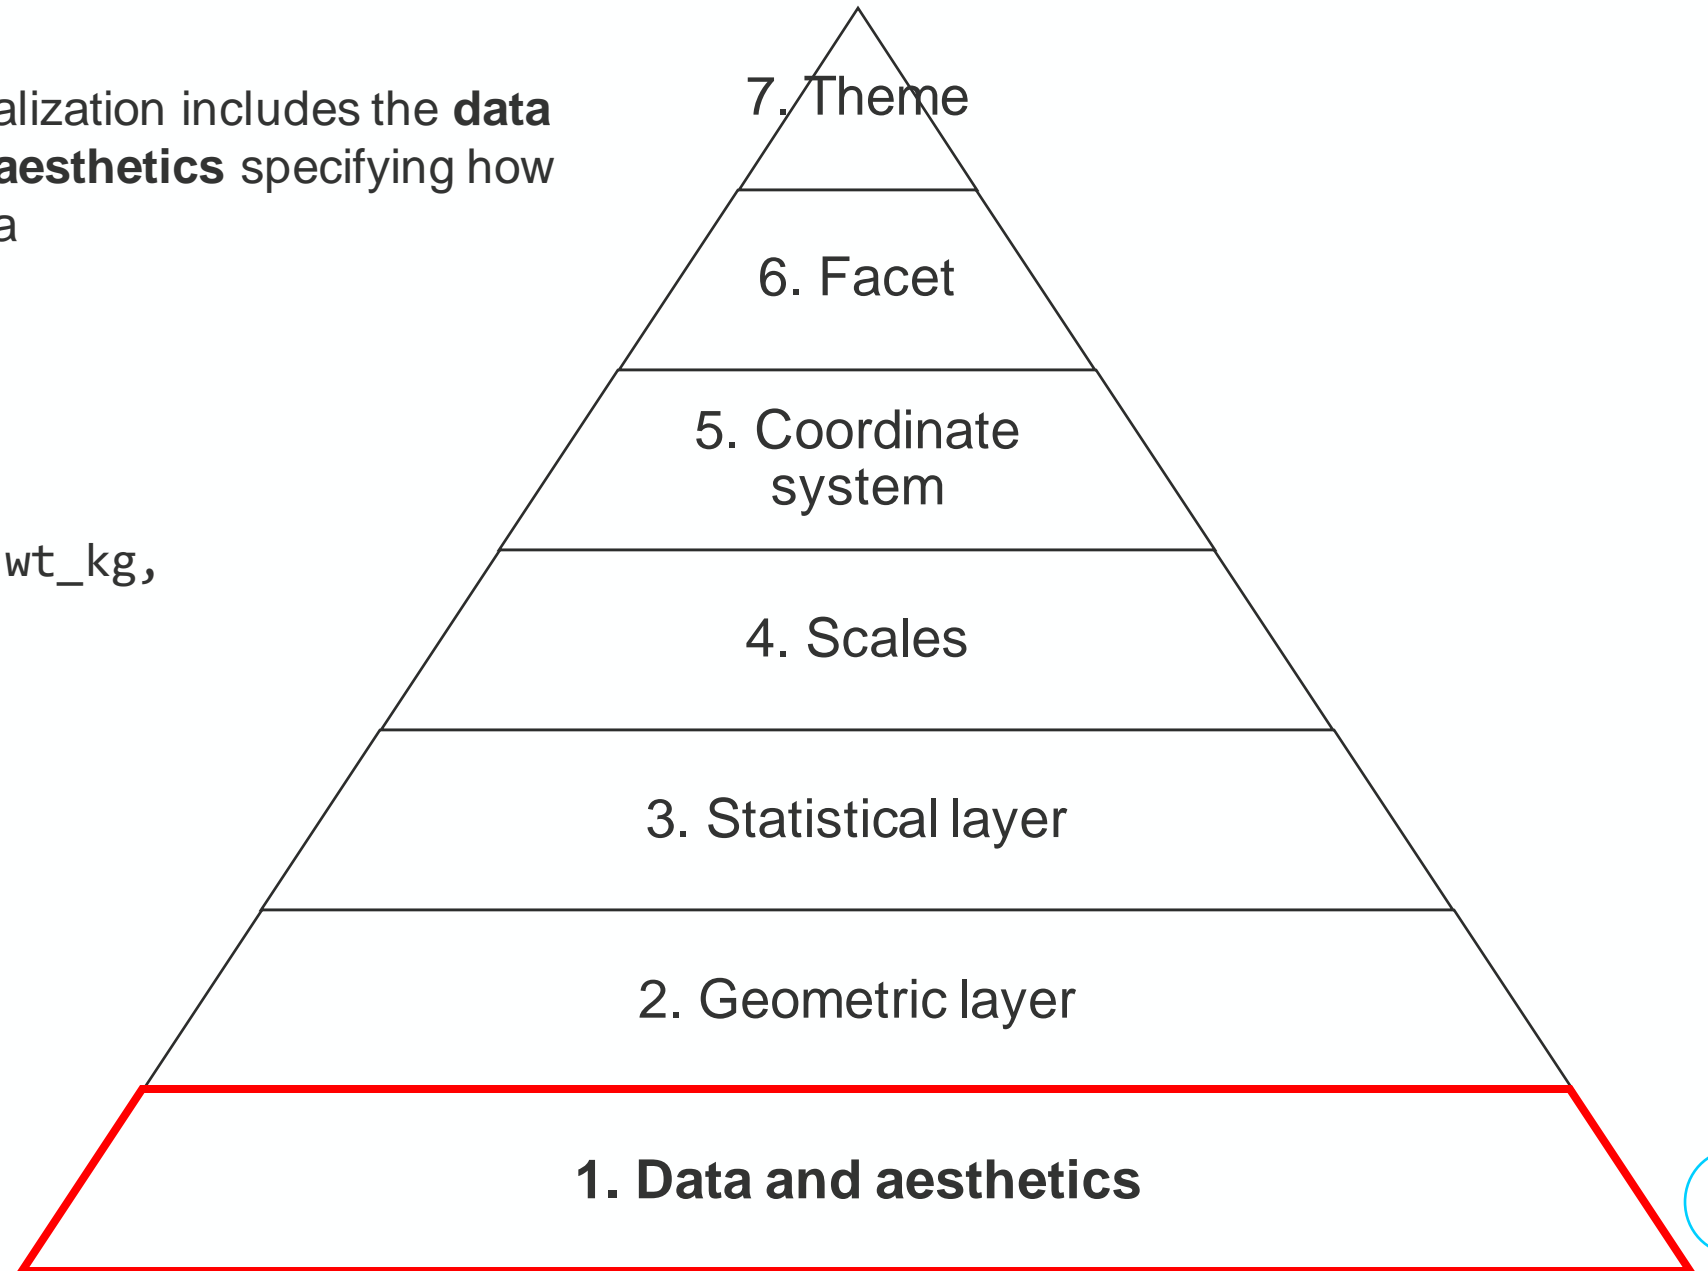 alization includes the data
aesthetics specifying how
a
wt_kg,
7. Theme
6. Facet
5. Coordinate
system
4. Scales
3. Statistical layer
2. Geometric layer
1. Data and aesthetics